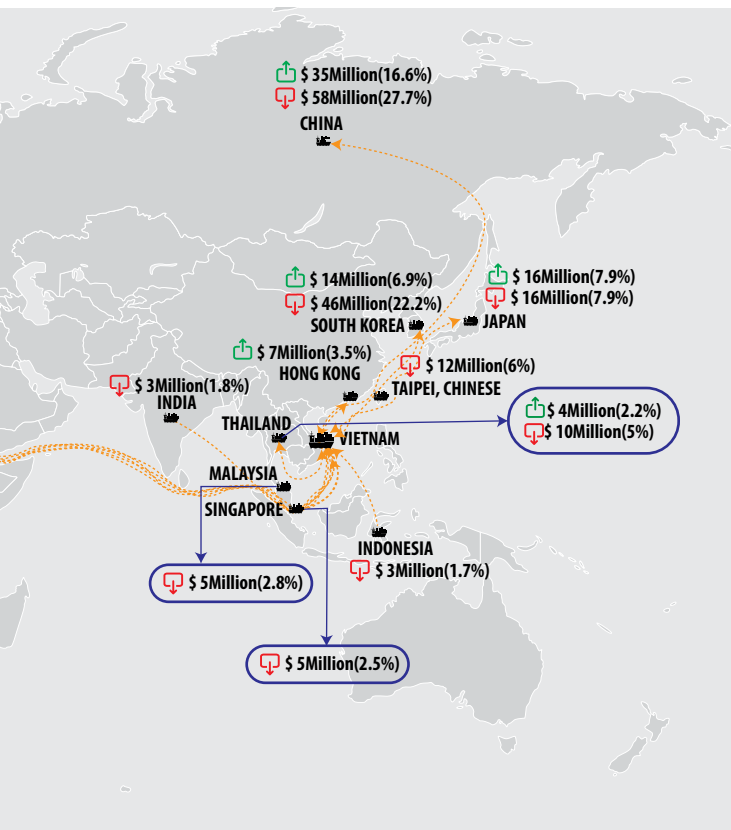 $ 35Million(16.6%)
$ 58Million(27.7%)
CHINA
$ 14Million(6.9%)
$ 46Million(22.2%)
SOUTH KOREA
$ 16Million(7.9%)
$ 16Million(7.9%)
JAPAN
$ 7Million(3.5%)
HONG KONG
$ 12Million(6%)
TAIPEI, CHINESE
$ 3Million(1.8%)
INDIA
THAILAND
VIETNAM
$ 4Million(2.2%)
$ 10Million(5%)
MALAYSIA
SINGAPORE
INDONESIA
$ 3Million(1.7%)
$ 5Million(2.8%)
$ 5Million(2.5%)